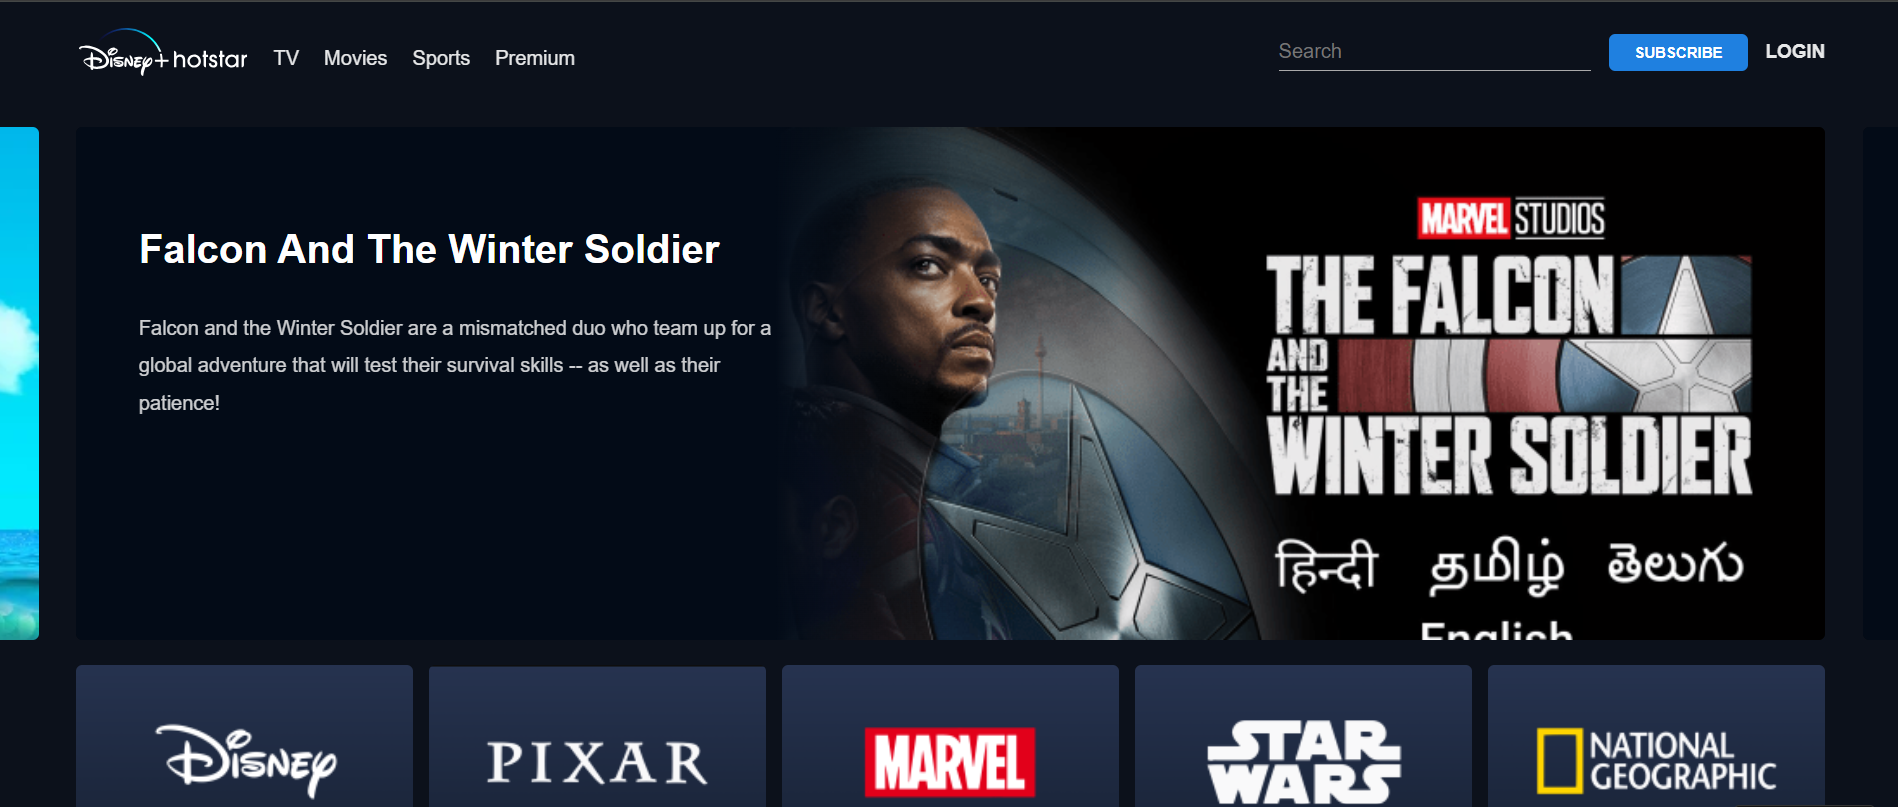 Disney+ hotstar TV Movies Sports Premium Search SUBSCRIBE LOGIN
Falcon And The Winter Soldier
Falcon and the Winter Soldier are a mismatched duo who team up for a
global adventure that will test their survival skills -- as well as their
patience!
MARVEL STUDIOS
THE FALCON
AND
THE
WINTER SOLDIER
हिन्दी தமிழ் తెలుగు
English
Disney PIXAR MARVEL STAR WARS NATIONAL GEOGRAPHIC